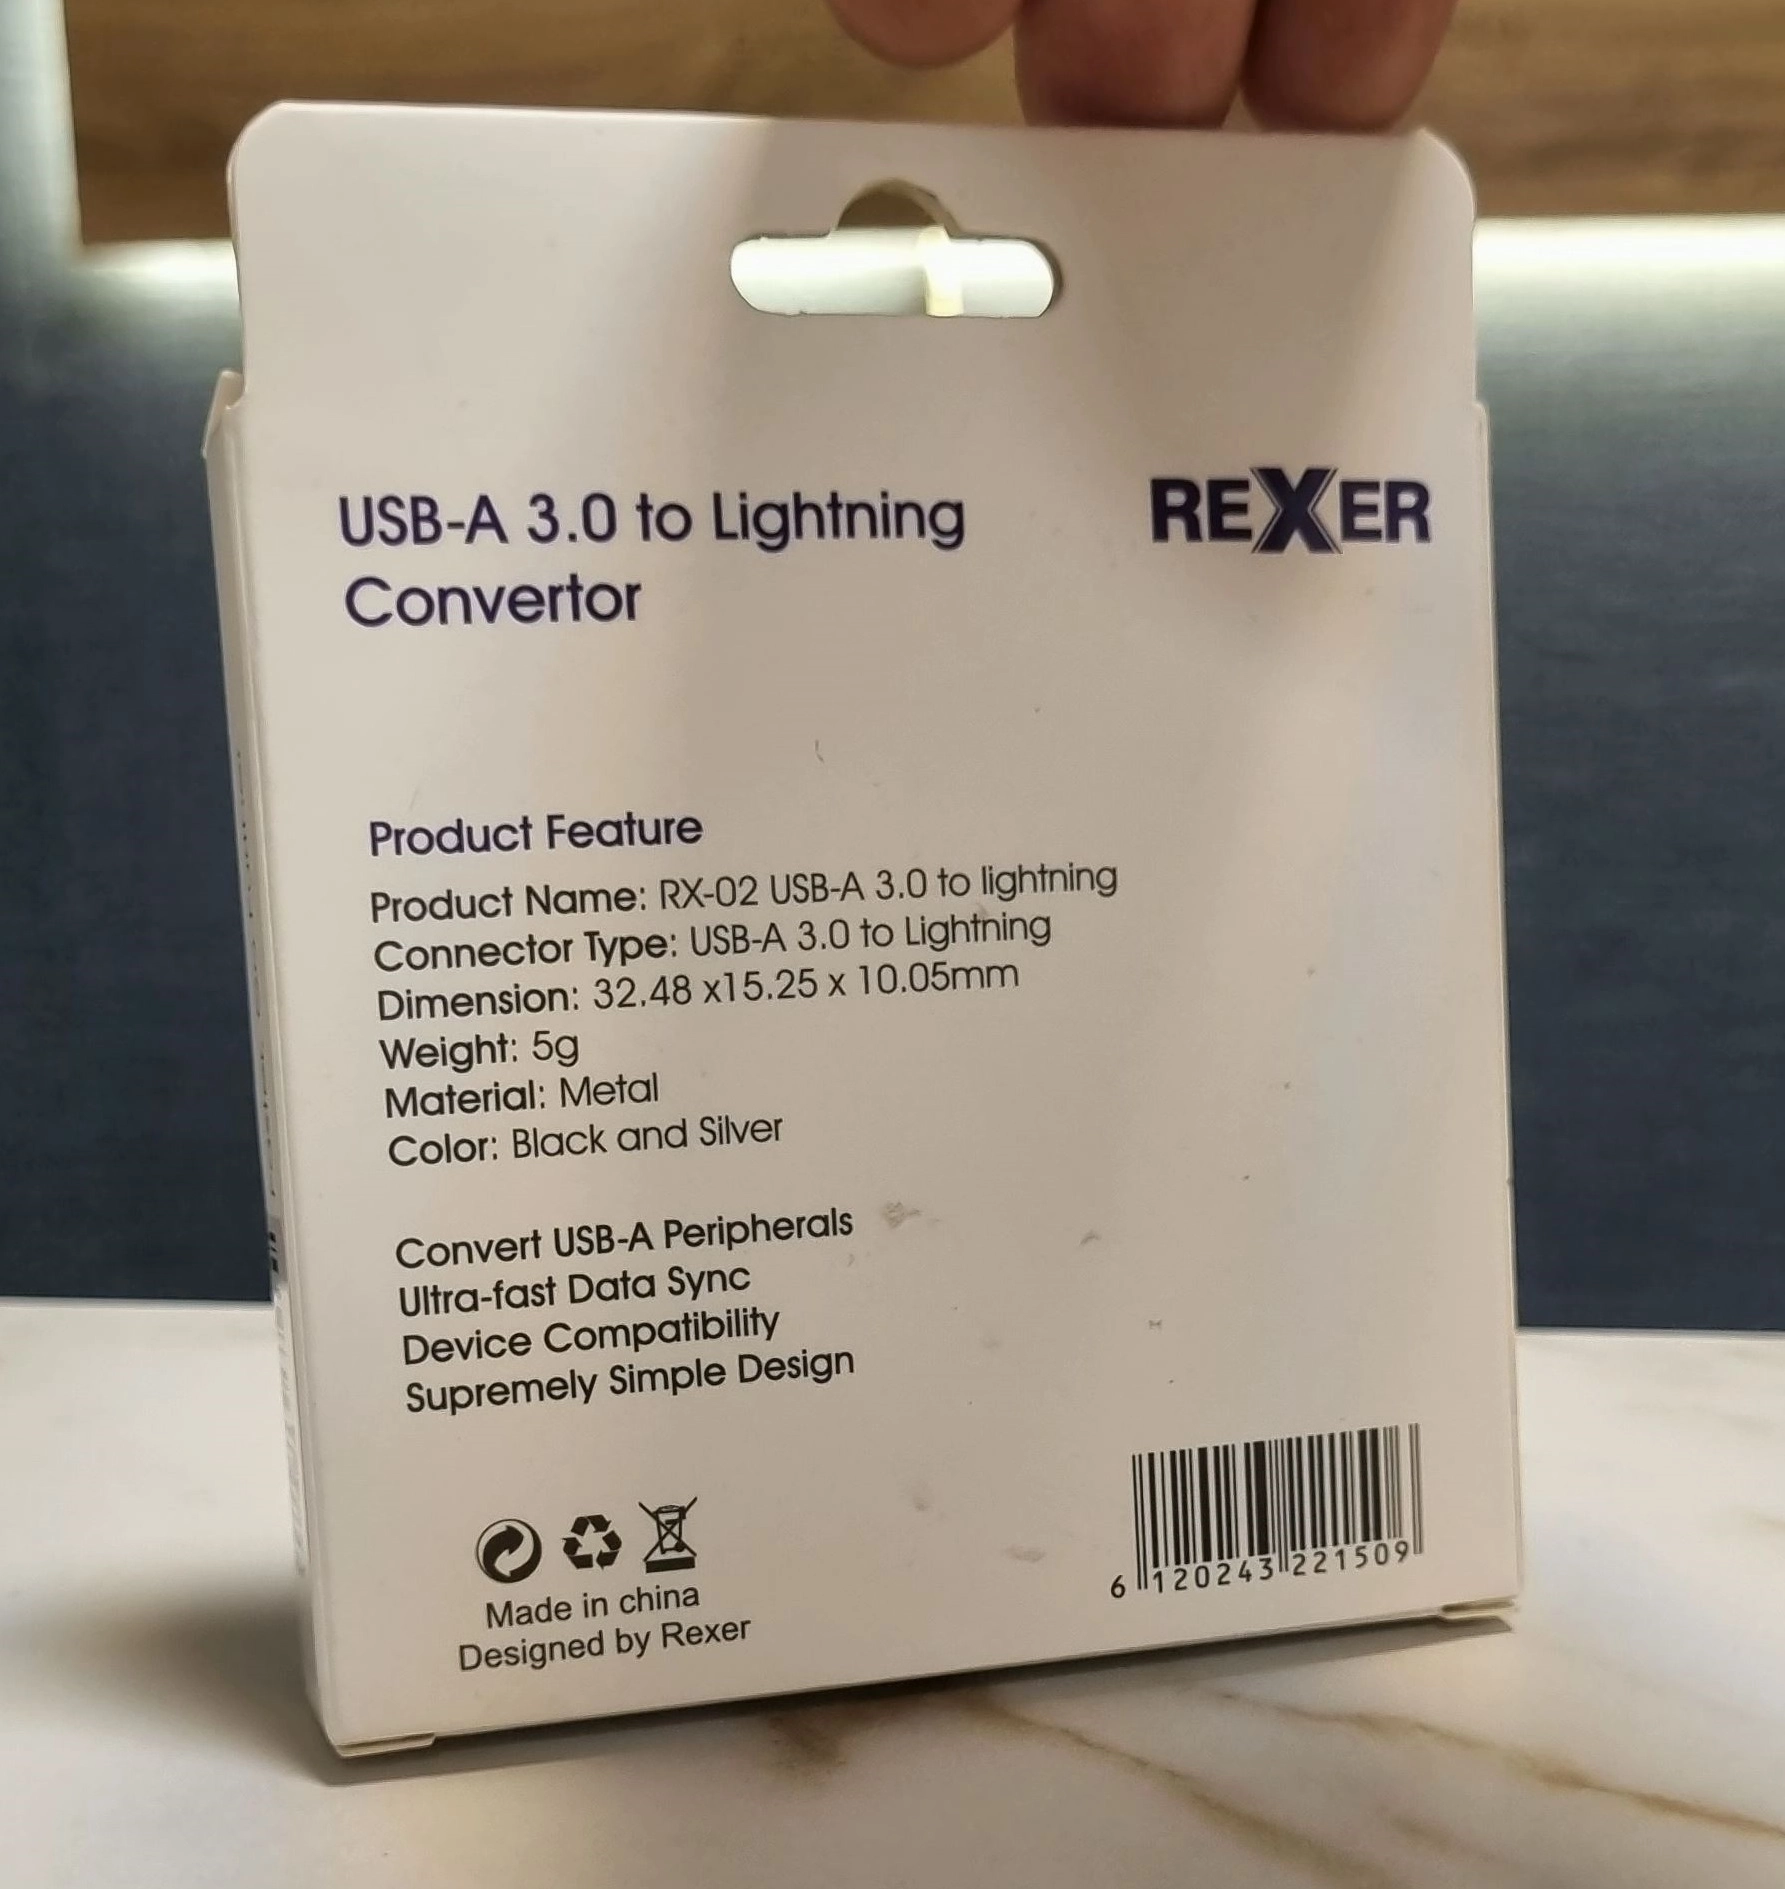 USB-A 3.0 to Lightning
Convertor
REXER
Product Feature
Product Name: RX-02 USB-A 3.0 to lightning
Connector Type: USB-A 3.0 to Lightning
Dimension: 32.48 x15.25 x 10.05mm
Weight: 5g
Material: Metal
Color: Black and Silver
Convert USB-A Peripherals
Ultra-fast Data Sync
Device Compatibility
Supremely Simple Design
Made in china
Designed by Rexer
6 120243 221509